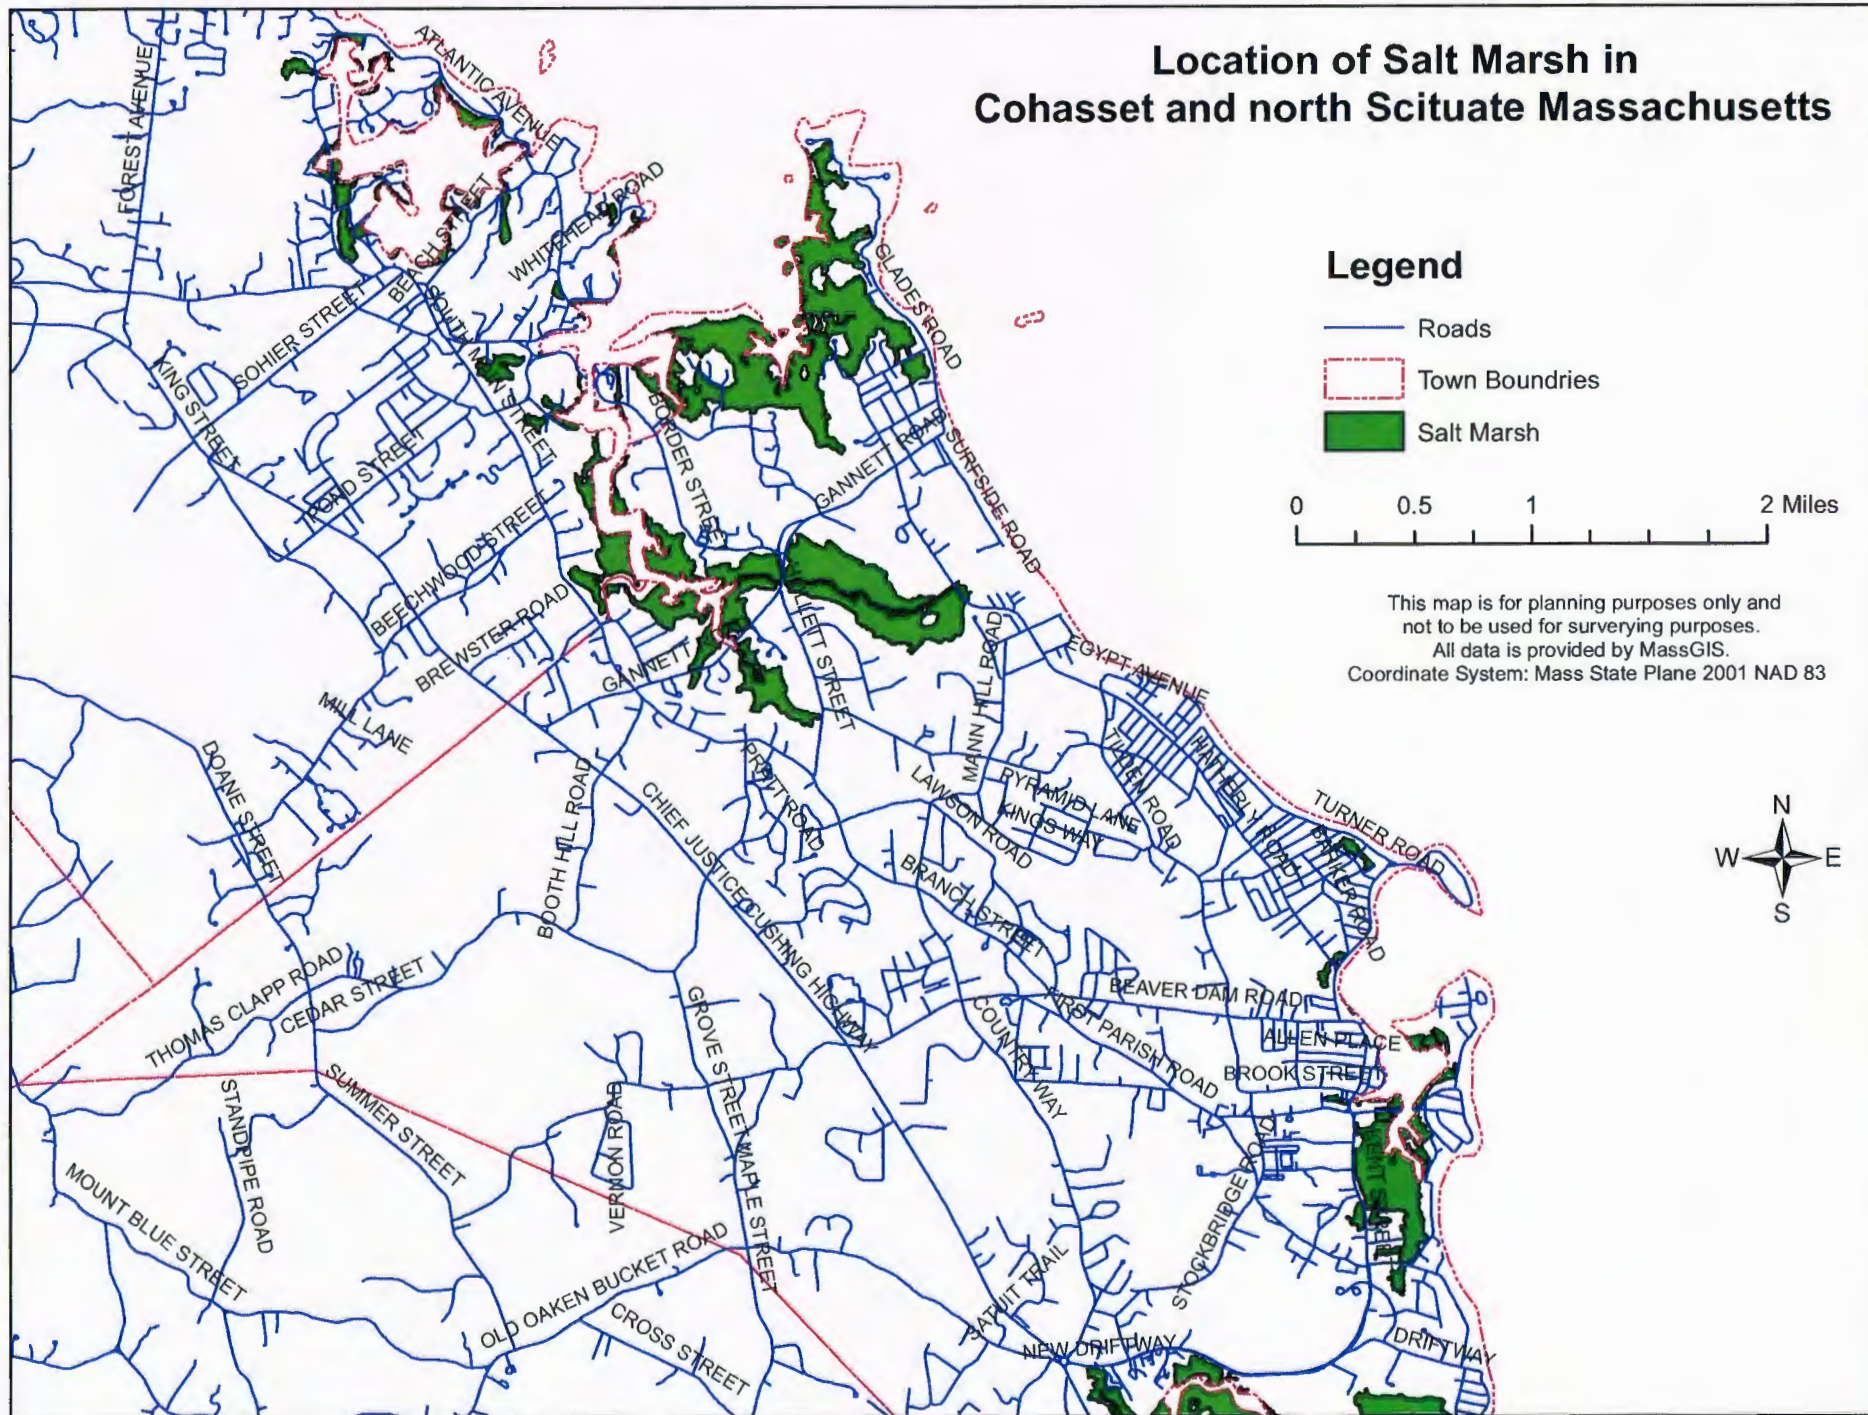 Location of Salt Marsh in
Cohasset and north Scituate Massachusetts
Legend
Roads
Town Boundries
Salt Marsh
0 0.5 1 2 Miles
This map is for planning purposes only and
not to be used for surverying purposes.
All data is provided by MassGIS.
Coordinate System: Mass State Plane 2001 NAD 83
N
W E
S
ATLANTIC AVENUE
FOREST AVENUE
BEACH STREET
WHITEHEAD ROAD
GLADES ROAD
SOHIER STREET
SOUTH MAIN STREET
KING STREET
BORDER STREET
POND STREET
GANNETT ROAD
SURFSIDE ROAD
BEECHWOOD STREET
BREWSTER ROAD
GANNETT
MILL LANE
MANN HILL ROAD
EGYPT AVENUE
DOANE STREET
BOOTH HILL ROAD
CHIEF JUSTICE CUSHING HIGHWAY
PRATT ROAD
LAWSON ROAD
PYRAMID LANE
KINGS WAY
TILDEN ROAD
HATHERLY ROAD
TURNER ROAD
BANKER ROAD
BRANCH STREET
THOMAS CLAPP ROAD
CEDAR STREET
GROVE STREET
COUNTRY WAY
FIRST PARISH ROAD
BEAVER DAM ROAD
ALLEN PLACE
BROOK STREET
SUMMER STREET
STANDPIPE ROAD
VERNON ROAD
MAPLE STREET
MOUNT BLUE STREET
STOCKBRIDGE ROAD
KENT STREET
OLD OAKEN BUCKET ROAD
CROSS STREET
SATUIT TRAIL
NEW DRIFTWAY
DRIFTWAY